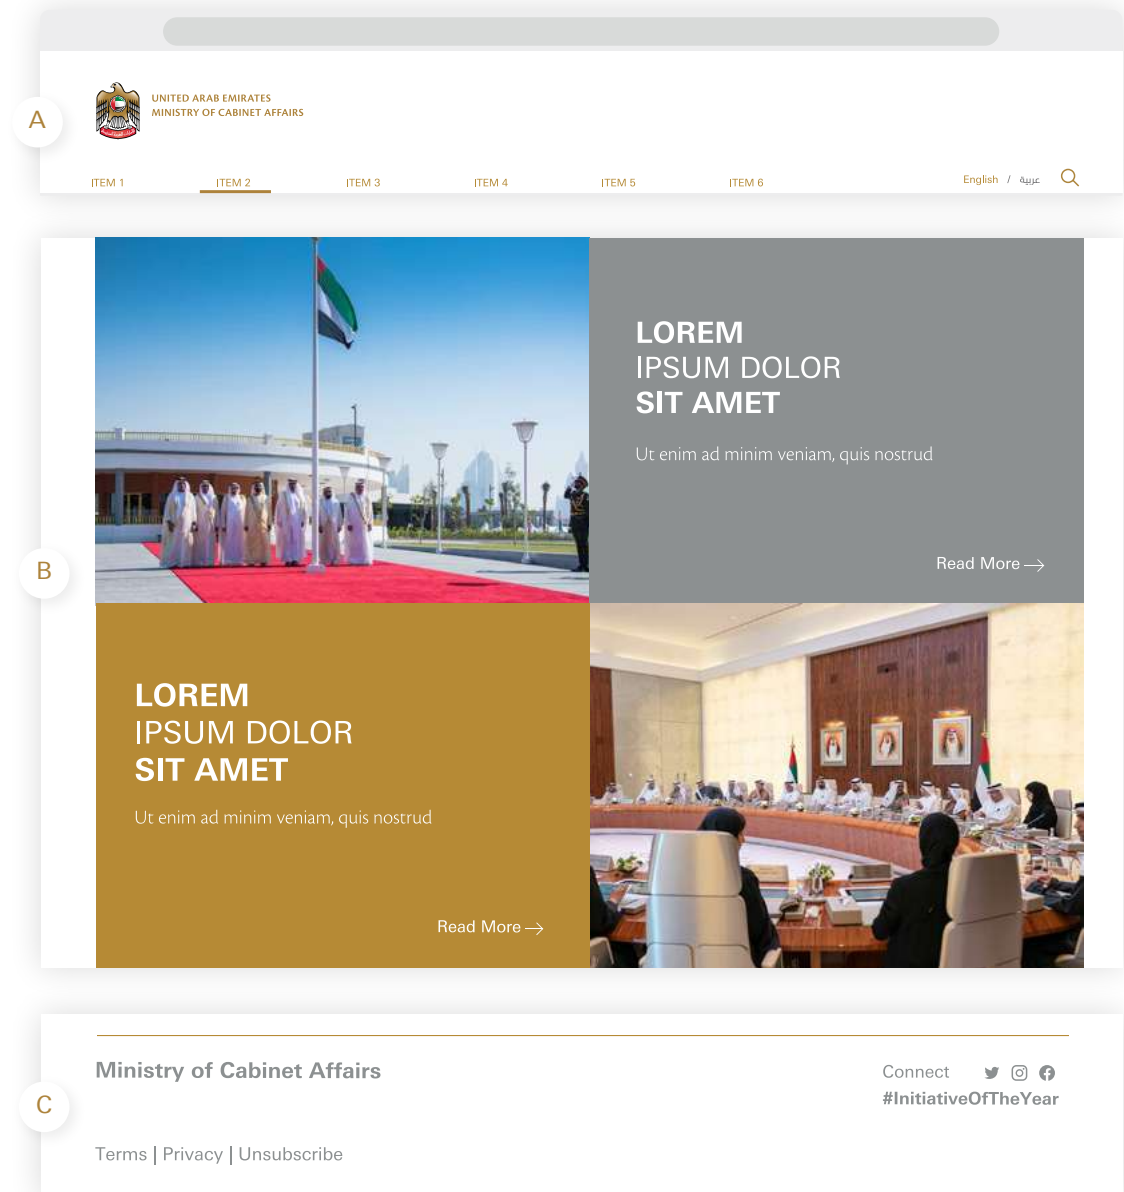 A
UNITED ARAB EMIRATES
MINISTRY OF CABINET AFFAIRS
ITEM 1
ITEM 2
ITEM 3
ITEM 4
ITEM 5
ITEM 6
English / عربية
B
LOREM
IPSUM DOLOR
SIT AMET
Ut enim ad minim veniam, quis nostrud
Read More
LOREM
IPSUM DOLOR
SIT AMET
Ut enim ad minim veniam, quis nostrud
Read More
C
Ministry of Cabinet Affairs
Connect
#InitiativeOfTheYear
Terms | Privacy | Unsubscribe